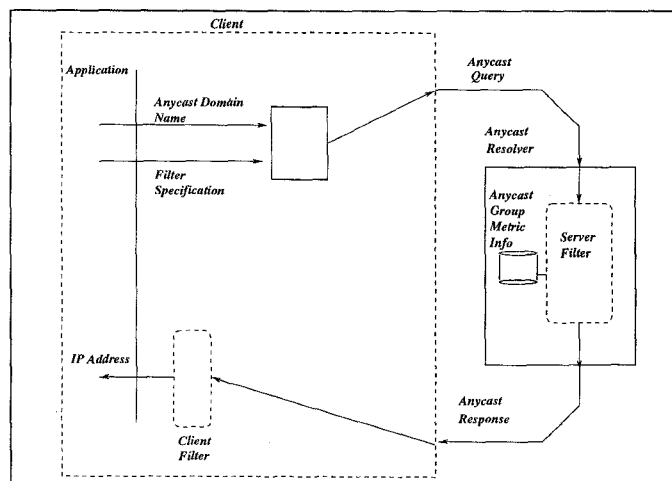 Client
Application
Anycast Domain
Name
Filter
Specification
Anycast
Query
Anycast
Resolver
Anycast
Group
Metric
Info
Server
Filter
IP Address
Client
Filter
Anycast
Response